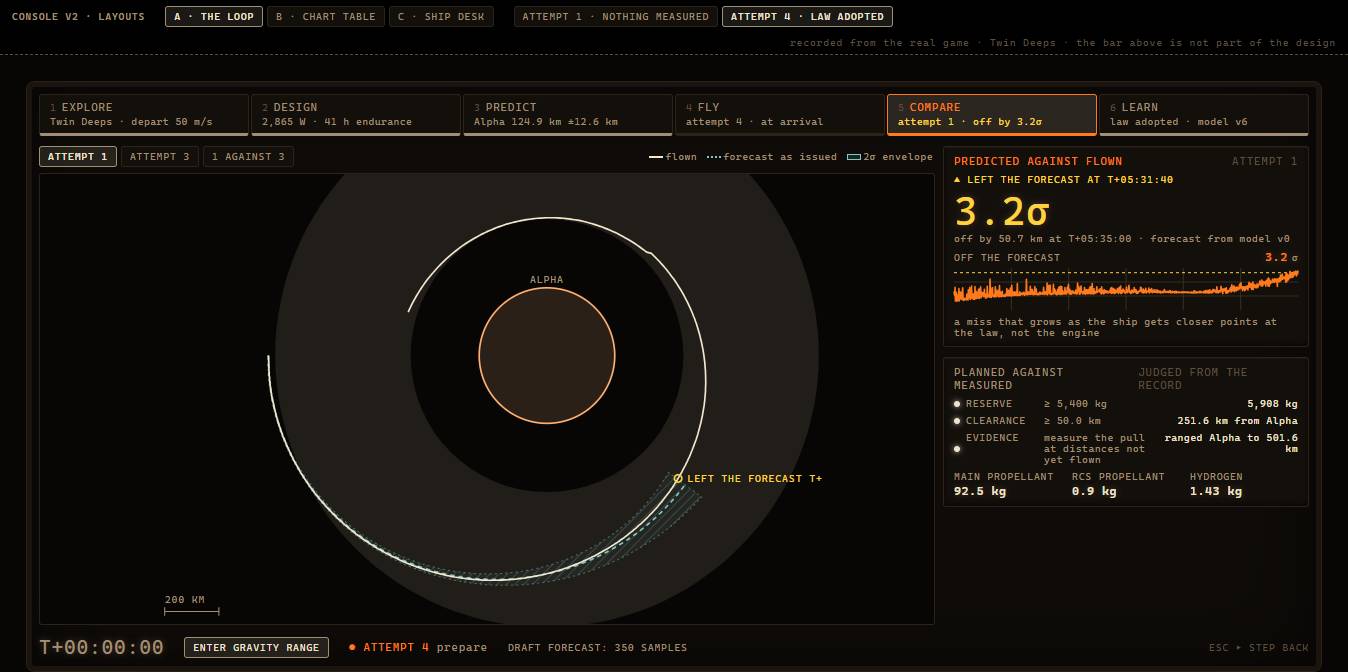 CONSOLE V2 · LAYOUTS
A · THE LOOP
B · CHART TABLE
C · SHIP DESK
ATTEMPT 1 · NOTHING MEASURED
ATTEMPT 4 · LAW ADOPTED
recorded from the real game · Twin Deeps · the bar above is not part of the design
1 EXPLORE
Twin Deeps · depart 50 m/s
2 DESIGN
2,865 W · 41 h endurance
3 PREDICT
Alpha 124.9 km ±12.6 km
4 FLY
attempt 4 · at arrival
5 COMPARE
attempt 1 · off by 3.2σ
6 LEARN
law adopted · model v6
ATTEMPT 1
ATTEMPT 3
1 AGAINST 3
flown
forecast as issued
2σ envelope
ALPHA
LEFT THE FORECAST T+
200 KM
PREDICTED AGAINST FLOWN
ATTEMPT 1
▲ LEFT THE FORECAST AT T+05:31:40
3.2σ
off by 50.7 km at T+05:35:00 · forecast from model v0
OFF THE FORECAST
3.2 σ
a miss that grows as the ship gets closer points at
the law, not the engine
PLANNED AGAINST
MEASURED
JUDGED FROM THE
RECORD
RESERVE
≥ 5,400 kg
5,908 kg
CLEARANCE
≥ 50.0 km
251.6 km from Alpha
EVIDENCE
measure the pull
at distances not
yet flown
ranged Alpha to 501.6
km
MAIN PROPELLANT
92.5 kg
RCS PROPELLANT
0.9 kg
HYDROGEN
1.43 kg
T+00:00:00
ENTER GRAVITY RANGE
● ATTEMPT 4 prepare
DRAFT FORECAST: 350 SAMPLES
ESC ▸ STEP BACK